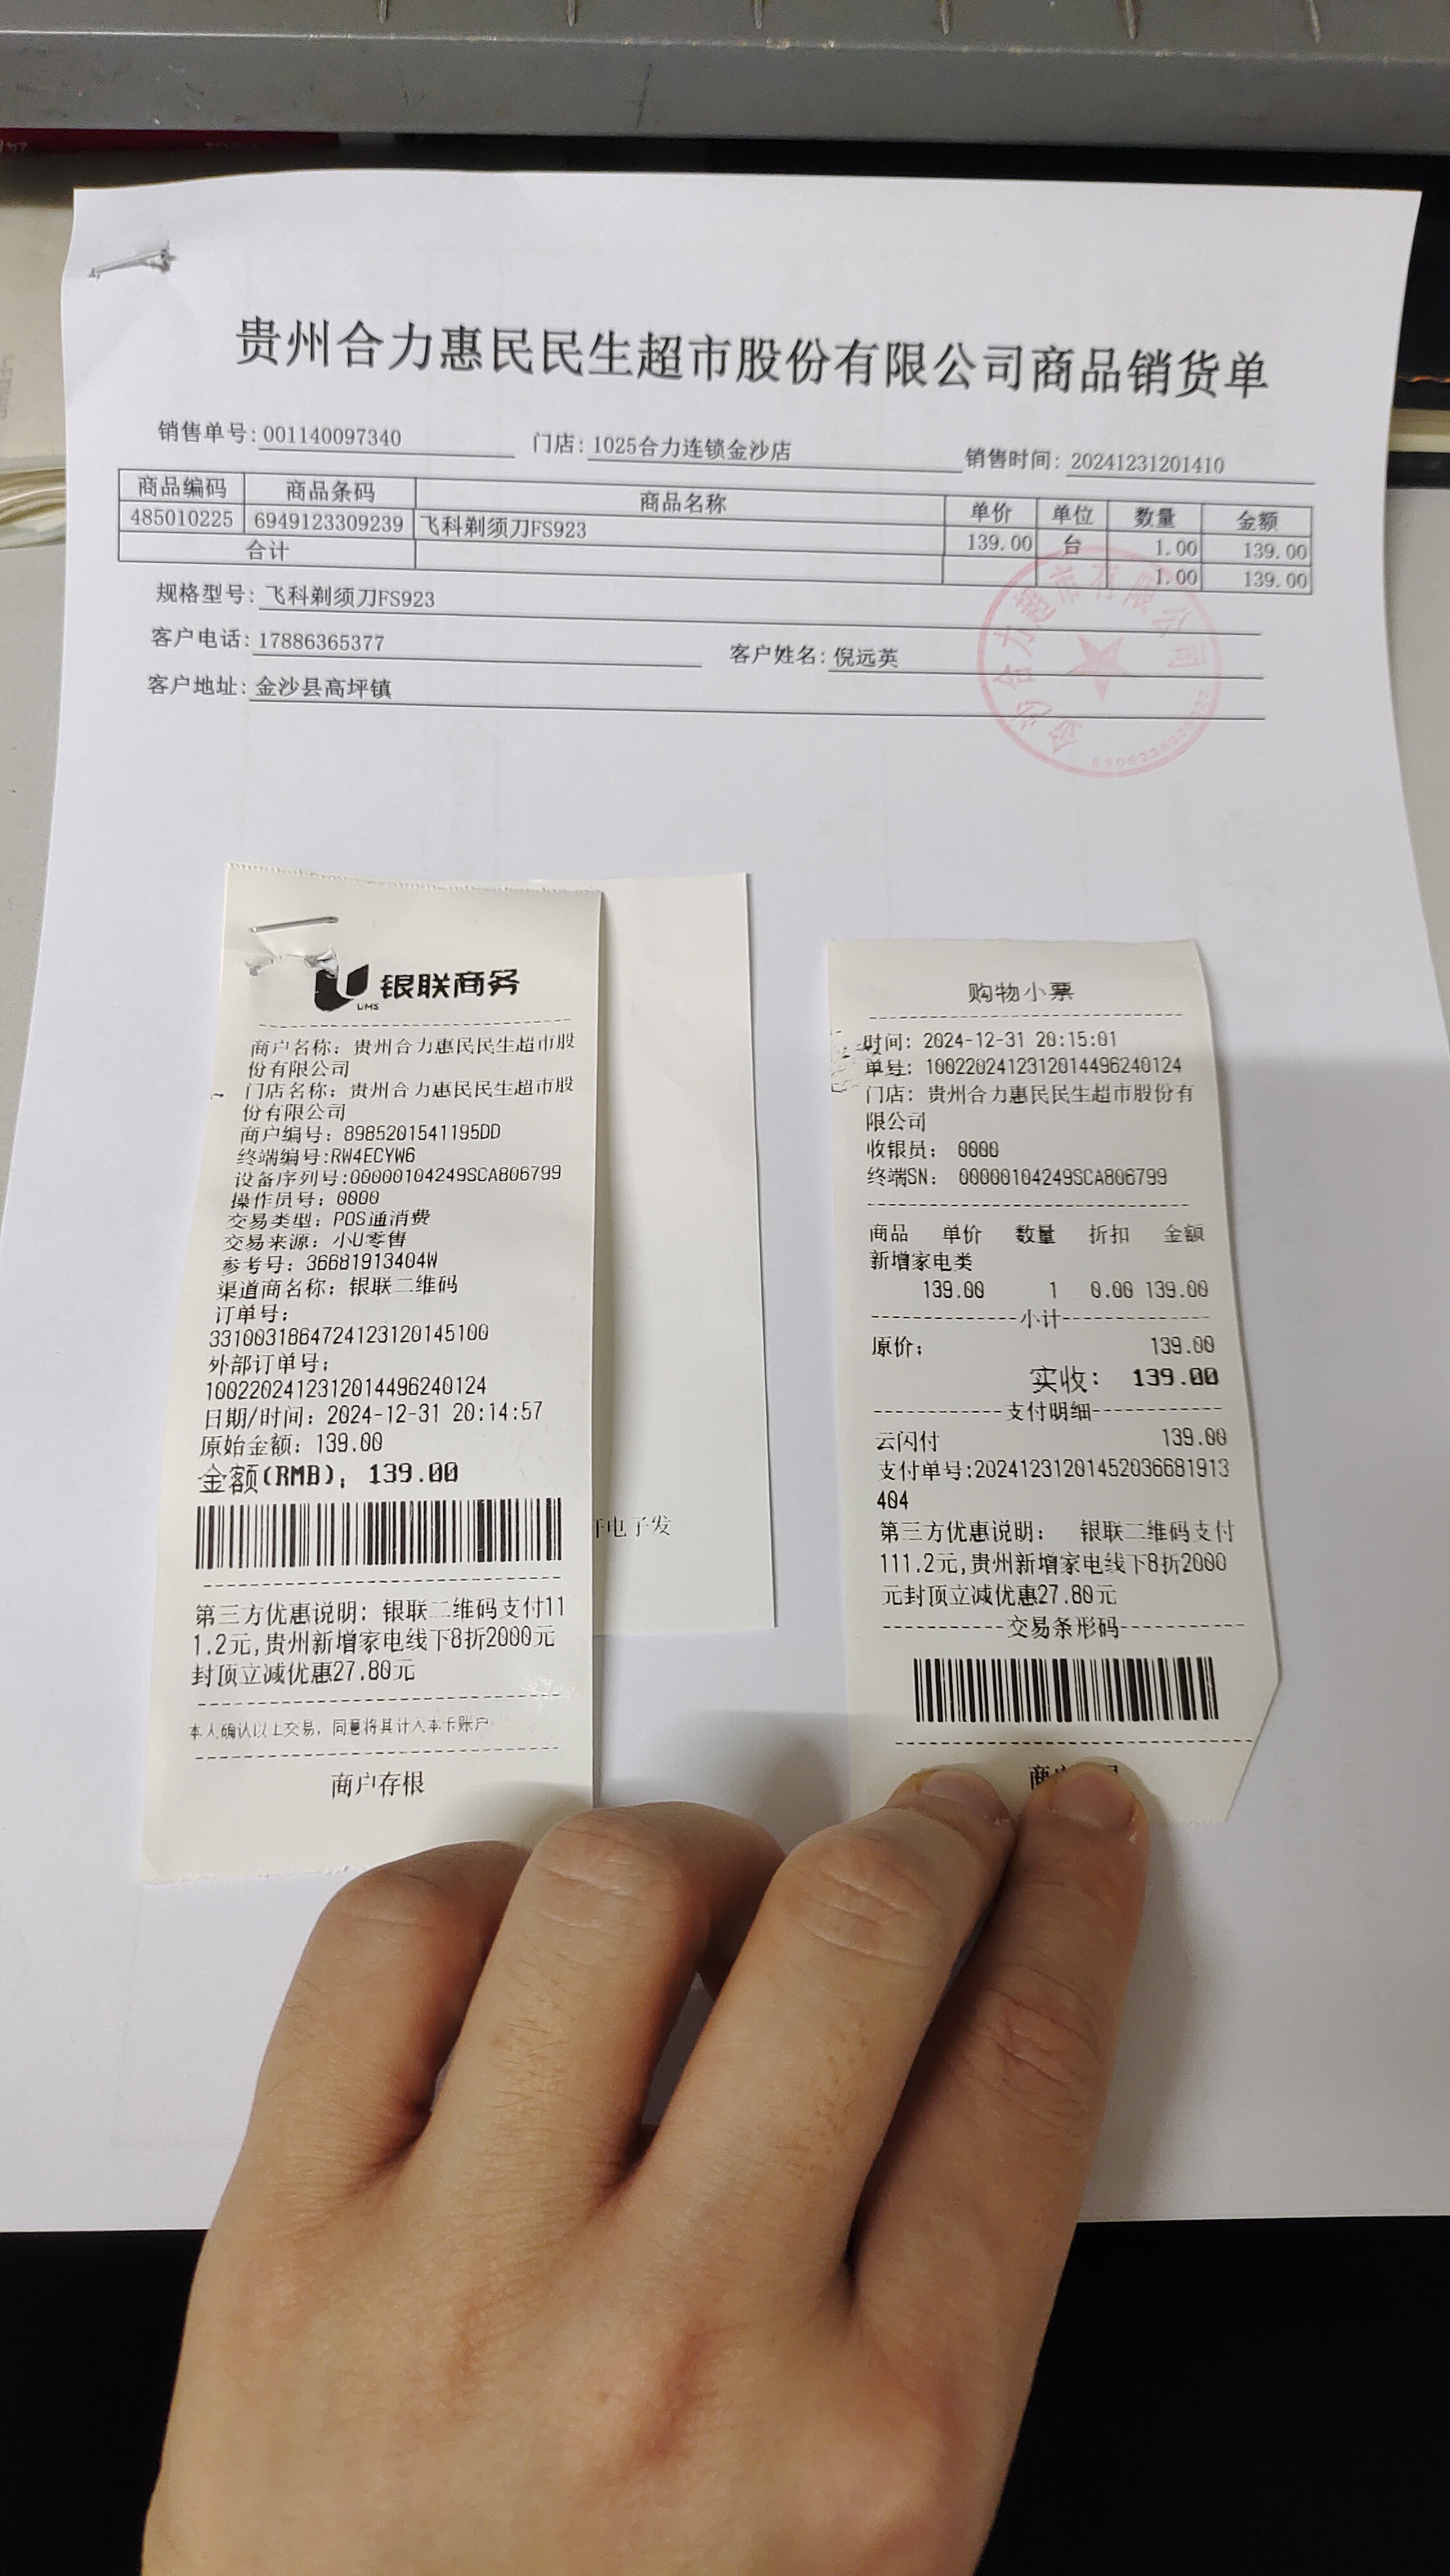 贵州合力惠民民生超市股份有限公司商品销货单
销售单号: 001140097340 门店: 1025合力连锁金沙店 销售时间: 20241231201410
商品编码 商品条码 商品名称 单价 单位 数量 金额
485010225 6949123309239 飞科剃须刀FS923 139.00 台 1.00 139.00
合计 1.00 139.00
规格型号: 飞科剃须刀FS923
客户电话: 17886365377 客户姓名: 倪远英
客户地址: 金沙县高坪镇
合力超市有限公司
银联商务
UMS
商户名称: 贵州合力惠民民生超市股
份有限公司
门店名称: 贵州合力惠民民生超市股
份有限公司
商户编号: 8985201541195DD
终端编号:RW4ECYW6
设备序列号:00000104249SCA806799
操作员号: 0000
交易类型: POS通消费
交易来源: 小U零售
参考号: 36681913404W
渠道商名称: 银联二维码
订单号:
3310031864724123120145100
外部订单号:
10022024123120144962401​24
日期/时间: 2024-12-31 20:14:57
原始金额: 139.00
金额(RMB): 139.00
第三方优惠说明: 银联二维码支付11
1.2元,贵州新增家电线下8折2000元
封顶立减优惠27.80元
本人确认以上交易, 同意将其计入本卡账户
商户存根
开电子发
购物小票
时间: 2024-12-31 20:15:01
单号: 1002202412312014496240124
门店: 贵州合力惠民民生超市股份有
限公司
收银员: 0000
终端SN: 00000104249SCA806799
商品 单价 数量 折扣 金额
新增家电类
139.00 1 0.00 139.00
小计
原价: 139.00
实收: 139.00
支付明细
云闪付 139.00
支付单号:20241231201452036681913
404
第三方优惠说明: 银联二维码支付
111.2元,贵州新增家电线下8折2000
元封顶立减优惠27.80元
交易条形码
商